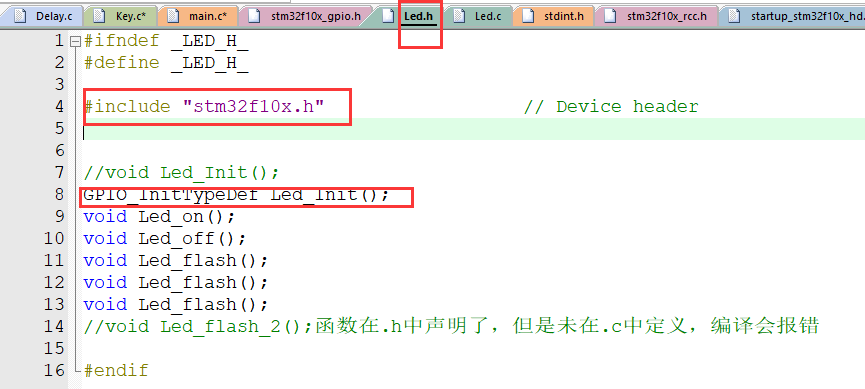 Delay.c Key.c* main.c* stm32f10x_gpio.h Led.h Led.c stdint.h stm32f10x_rcc.h startup_stm32f10x_hd.
1 #ifndef _LED_H_
2 #define _LED_H_
3
4 #include "stm32f10x.h" // Device header
5
6
7 //void Led_Init();
8 GPIO_InitTypeDef Led_Init();
9 void Led_on();
10 void Led_off();
11 void Led_flash();
12 void Led_flash();
13 void Led_flash();
14 //void Led_flash_2();函数在.h中声明了，但是未在.c中定义，编译会报错
15
16 #endif